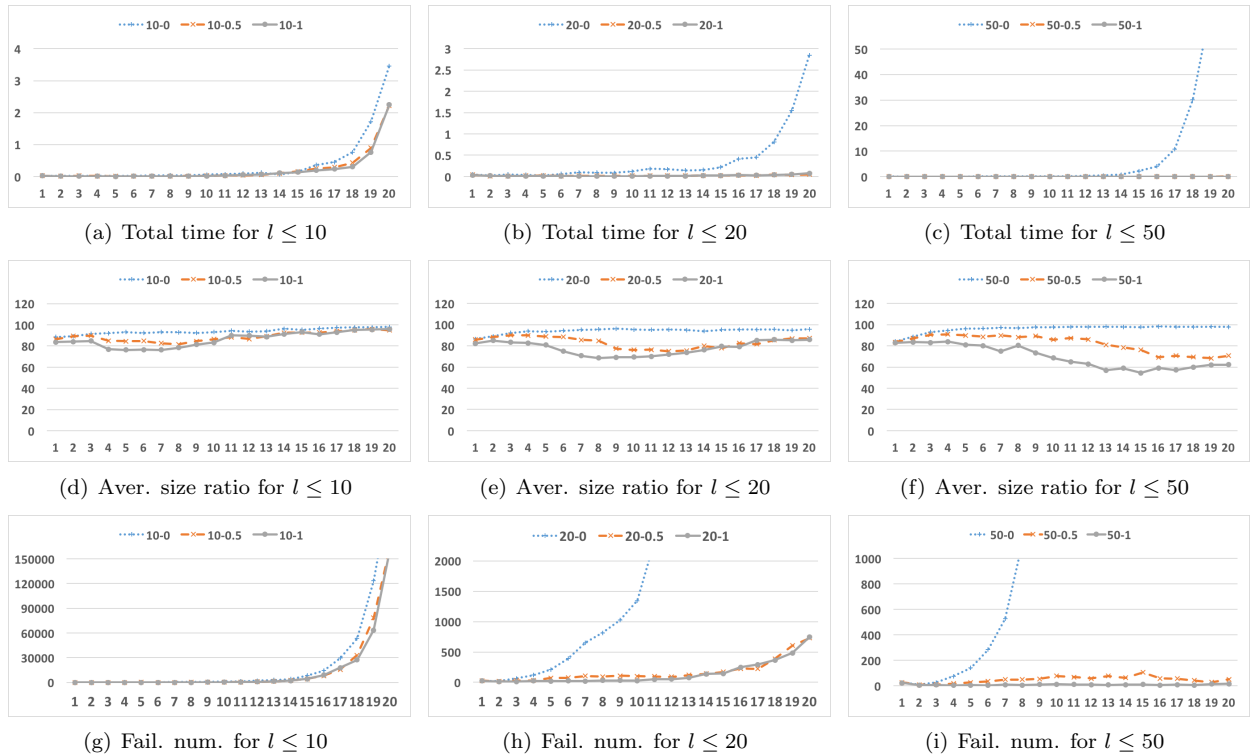 10-0 10-0.5 10-1
4
3
2
1
0
1 2 3 4 5 6 7 8 9 10 11 12 13 14 15 16 17 18 19 20
(a) Total time for l ≤ 10
20-0 20-0.5 20-1
3
2.5
2
1.5
1
0.5
0
1 2 3 4 5 6 7 8 9 10 11 12 13 14 15 16 17 18 19 20
(b) Total time for l ≤ 20
50-0 50-0.5 50-1
50
40
30
20
10
0
1 2 3 4 5 6 7 8 9 10 11 12 13 14 15 16 17 18 19 20
(c) Total time for l ≤ 50
10-0 10-0.5 10-1
120
100
80
60
40
20
0
1 2 3 4 5 6 7 8 9 10 11 12 13 14 15 16 17 18 19 20
(d) Aver. size ratio for l ≤ 10
20-0 20-0.5 20-1
120
100
80
60
40
20
0
1 2 3 4 5 6 7 8 9 10 11 12 13 14 15 16 17 18 19 20
(e) Aver. size ratio for l ≤ 20
50-0 50-0.5 50-1
120
100
80
60
40
20
0
1 2 3 4 5 6 7 8 9 10 11 12 13 14 15 16 17 18 19 20
(f) Aver. size ratio for l ≤ 50
10-0 10-0.5 10-1
150000
120000
90000
60000
30000
0
1 2 3 4 5 6 7 8 9 10 11 12 13 14 15 16 17 18 19 20
(g) Fail. num. for l ≤ 10
20-0 20-0.5 20-1
2000
1500
1000
500
0
1 2 3 4 5 6 7 8 9 10 11 12 13 14 15 16 17 18 19 20
(h) Fail. num. for l ≤ 20
50-0 50-0.5 50-1
1000
800
600
400
200
0
1 2 3 4 5 6 7 8 9 10 11 12 13 14 15 16 17 18 19 20
(i) Fail. num. for l ≤ 50